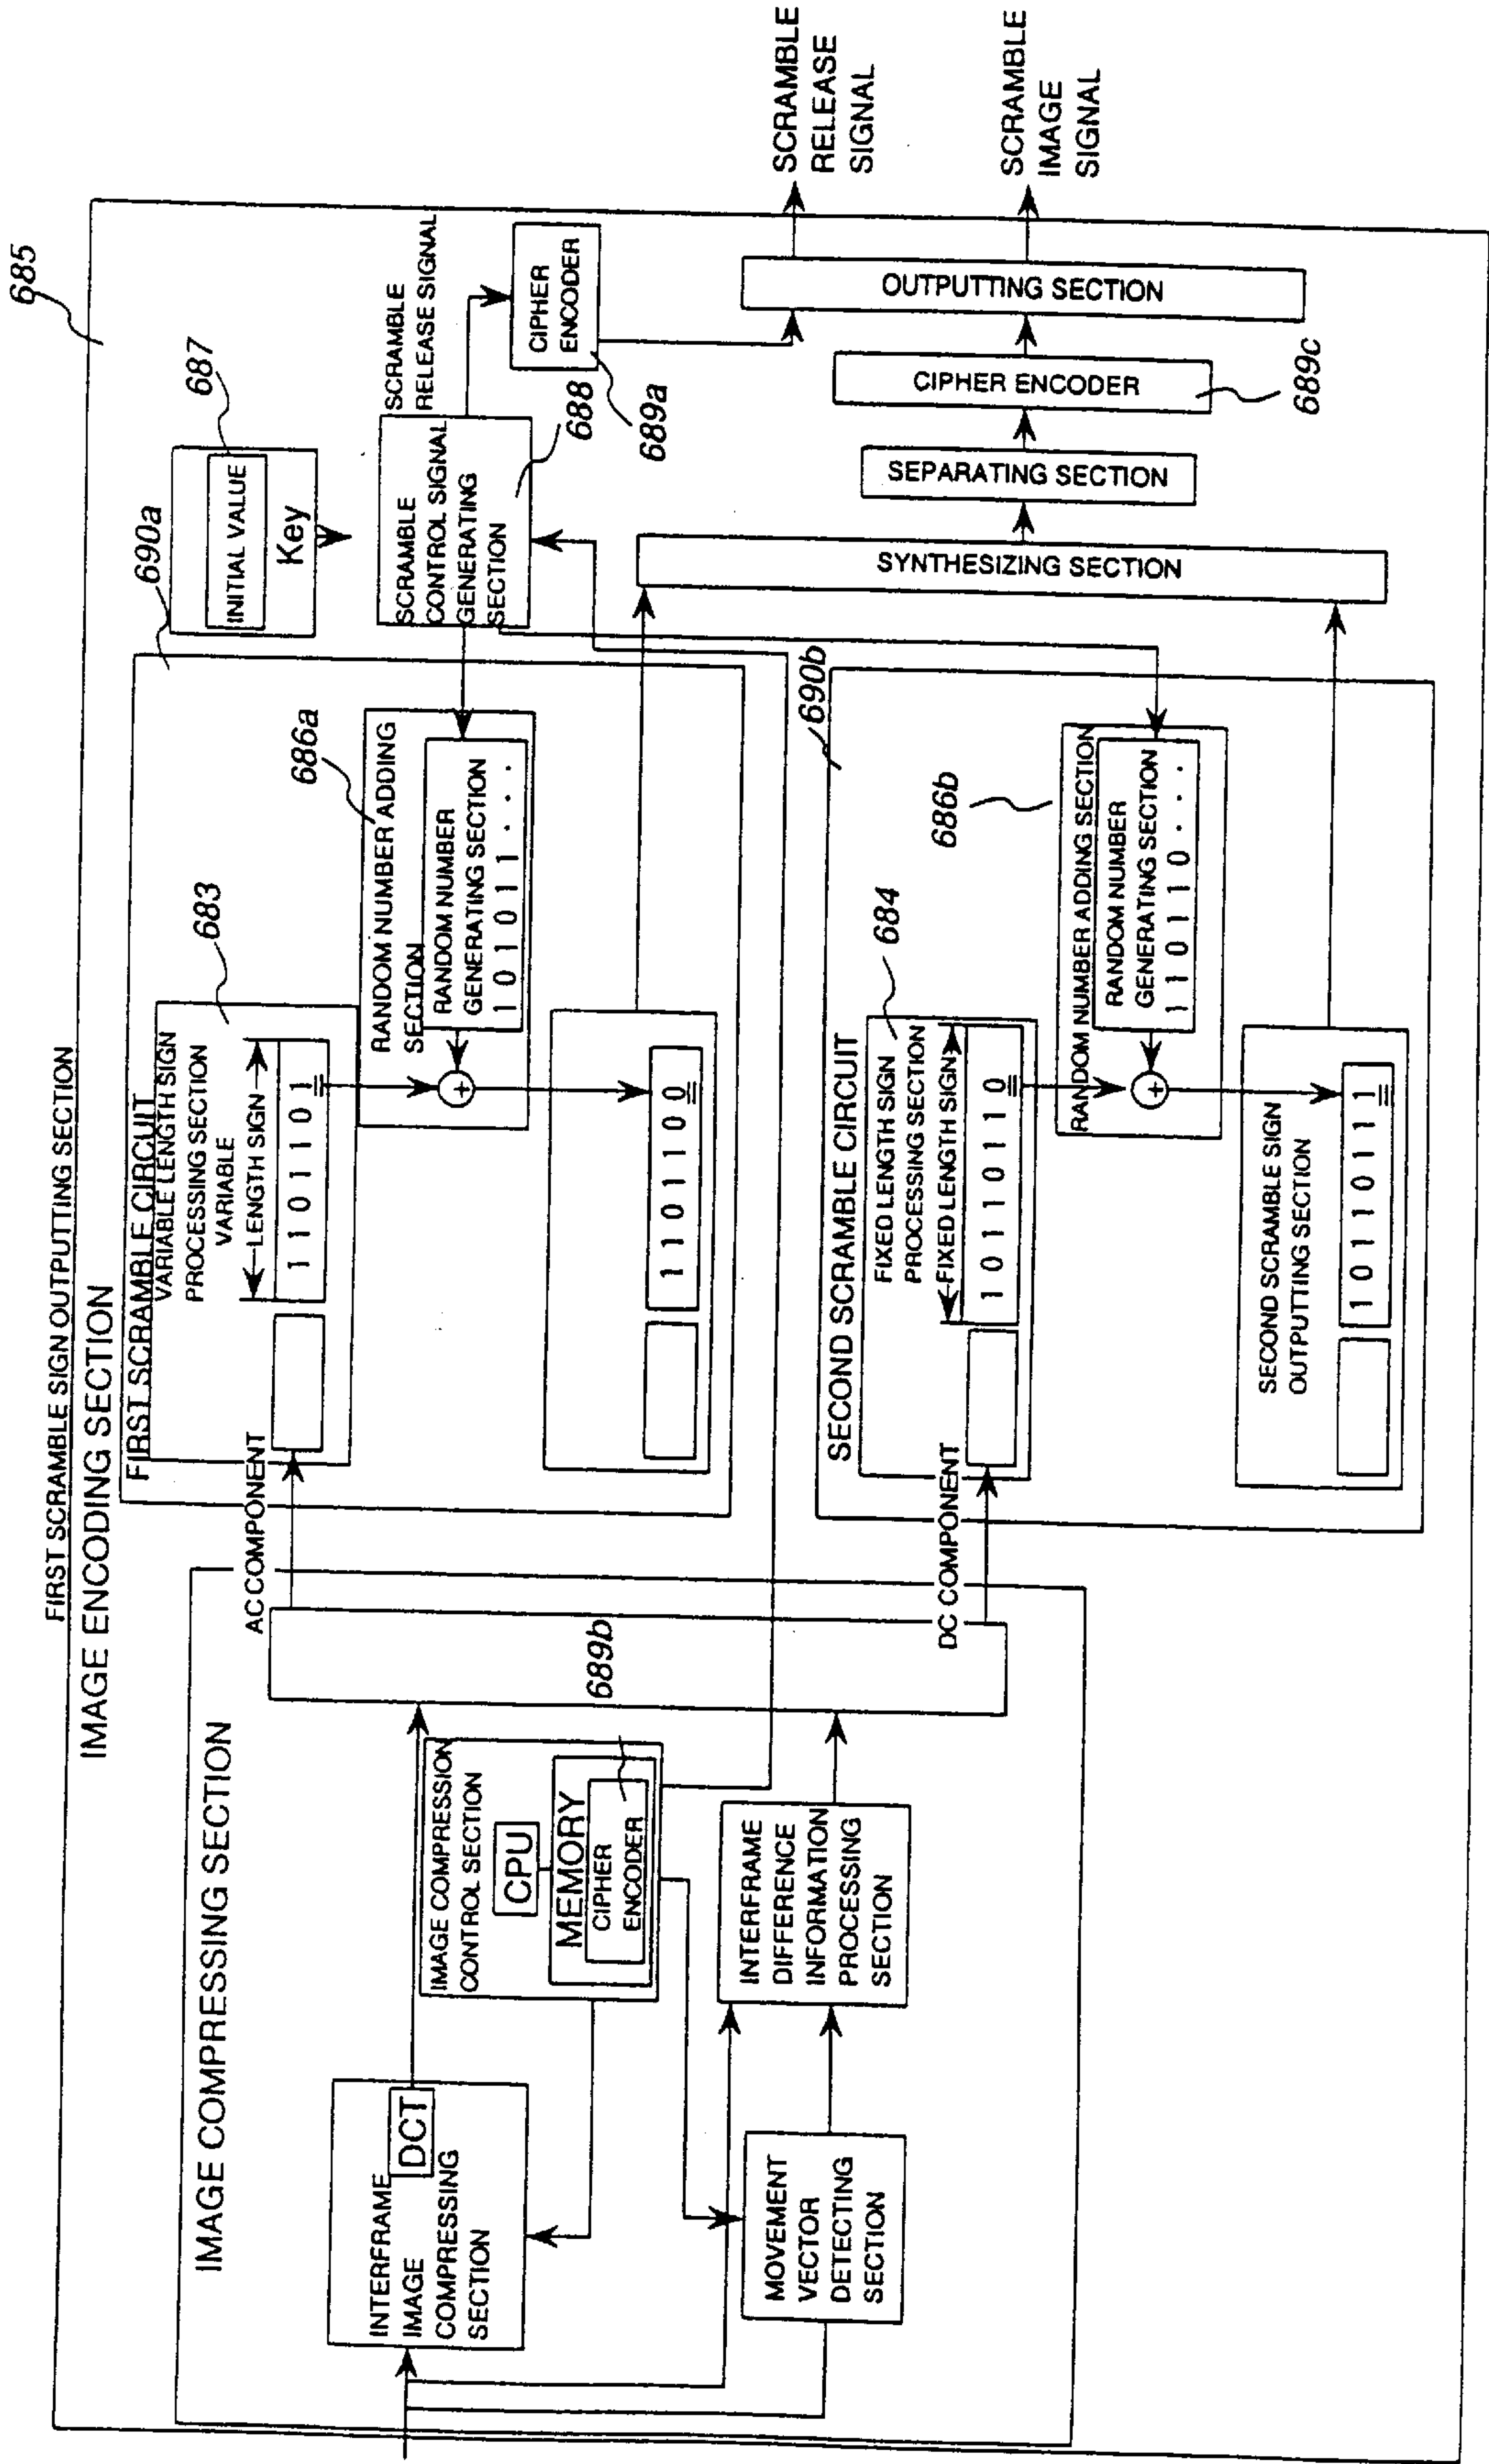 FIRST SCRAMBLE SIGN OUTPUTTING SECTION
685
IMAGE ENCODING SECTION
IMAGE COMPRESSING SECTION
INTERFRAME
DCT
IMAGE
COMPRESSING
SECTION
IMAGE COMPRESSION
CONTROL SECTION
CPU
MEMORY
CIPHER
ENCODER
689b
MOVEMENT
VECTOR
DETECTING
SECTION
INTERFRAME
DIFFERENCE
INFORMATION
PROCESSING
SECTION
AC COMPONENT
DC COMPONENT
FIRST SCRAMBLE CIRCUIT
690a
VARIABLE LENGTH SIGN
PROCESSING SECTION
683
VARIABLE
LENGTH SIGN
1 1 0 1 1 0 1
686a
RANDOM NUMBER ADDING
SECTION
RANDOM NUMBER
GENERATING SECTION
1 0 1 0 1 1 . . .
+
1 1 0 1 1 0 0
SECOND SCRAMBLE CIRCUIT
690b
FIXED LENGTH SIGN
PROCESSING SECTION
684
FIXED LENGTH SIGN
1 0 1 1 0 1 1 0
686b
RANDOM NUMBER ADDING SECTION
RANDOM NUMBER
GENERATING SECTION
1 1 0 1 1 0 . . .
+
SECOND SCRAMBLE SIGN
OUTPUTTING SECTION
1 0 1 1 0 1 1 1
INITIAL VALUE
687
Key
SCRAMBLE
CONTROL SIGNAL
GENERATING
SECTION
688
SCRAMBLE
RELEASE SIGNAL
CIPHER
ENCODER
689a
SYNTHESIZING SECTION
SEPARATING SECTION
CIPHER ENCODER
689c
OUTPUTTING SECTION
SCRAMBLE
RELEASE
SIGNAL
SCRAMBLE
IMAGE
SIGNAL